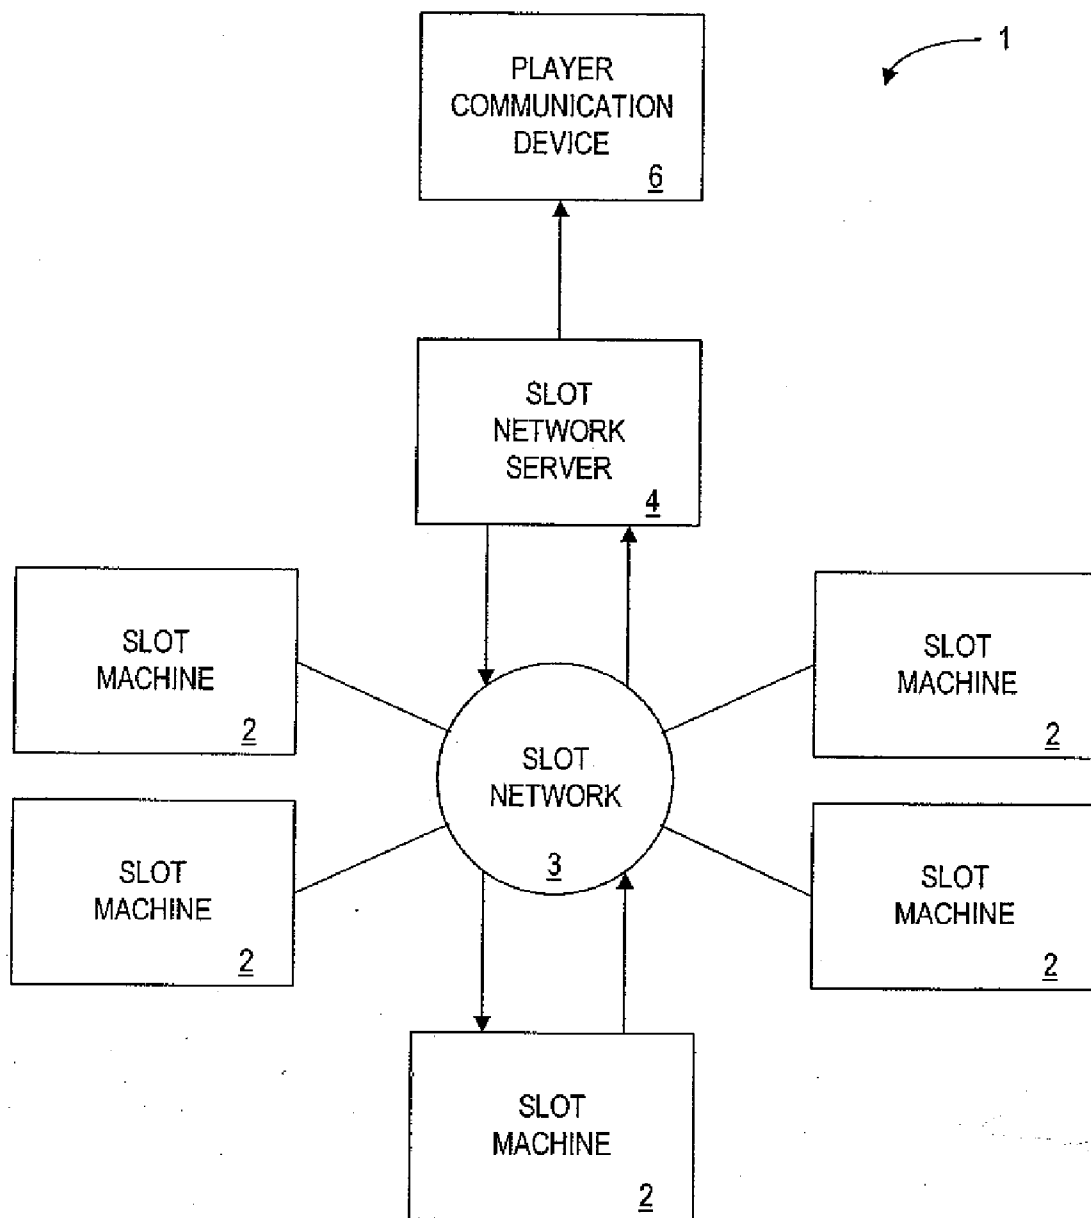 1
PLAYER
COMMUNICATION
DEVICE
6
SLOT
NETWORK
SERVER
4
SLOT
MACHINE
2
SLOT
MACHINE
2
SLOT
NETWORK
3
SLOT
MACHINE
2
SLOT
MACHINE
2
SLOT
MACHINE
2